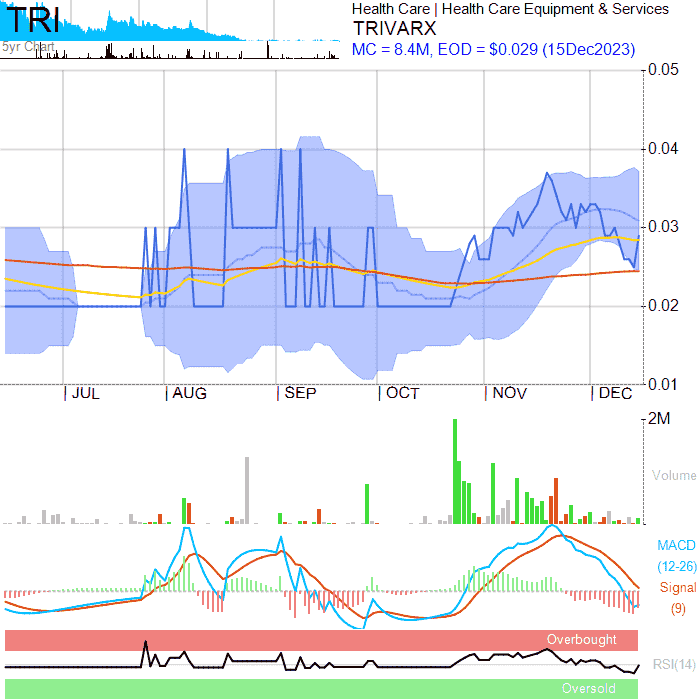 TRI
5yr Chart
Health Care | Health Care Equipment & Services
TRIVARX
MC = 8.4M, EOD = $0.029 (15Dec2023)
0.05
0.04
0.03
0.02
0.01
JUL AUG SEP OCT NOV DEC
2M
Volume
MACD
(12-26)
Signal
(9)
Overbought
RSI(14)
Oversold